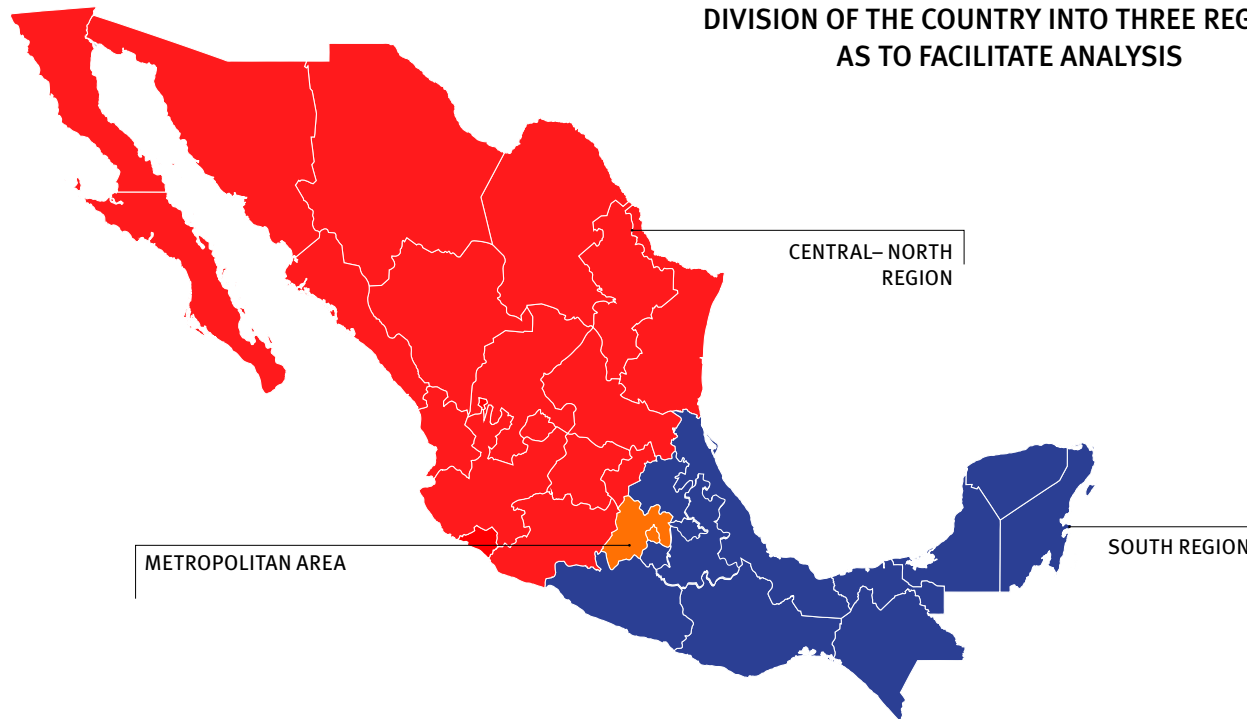 DIVISION OF THE COUNTRY INTO THREE REG
AS TO FACILITATE ANALYSIS
CENTRAL– NORTH
REGION
METROPOLITAN AREA
SOUTH REGION